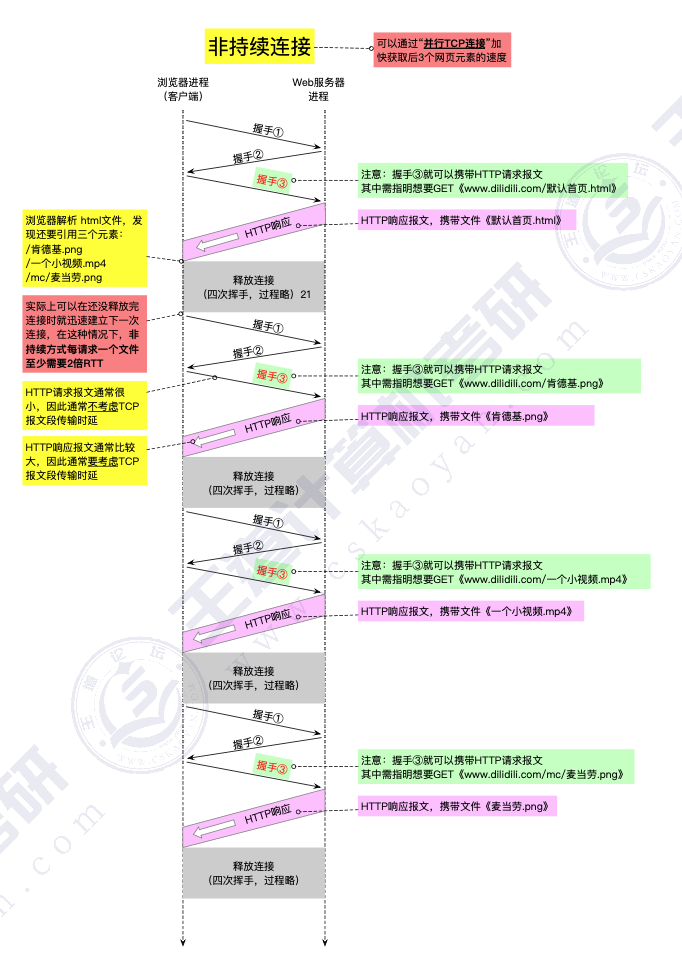 非持续连接
可以通过“并行TCP连接”加
快获取后3个网页元素的速度
浏览器进程
（客户端）
Web服务器
进程
握手①
握手②
握手③
注意：握手③就可以携带HTTP请求报文
其中需指明想要GET《www.dilidili.com/默认首页.html》
HTTP响应
HTTP响应报文，携带文件《默认首页.html》
浏览器解析 html文件，发
现还要引用三个元素：
/肯德基.png
/一个小视频.mp4
/mc/麦当劳.png
释放连接
（四次挥手，过程略）21
实际上可以在还没释放完
连接时就迅速建立下一次
连接，在这种情况下，非
持续方式每请求一个文件
至少需要2倍RTT
握手①
握手②
握手③
注意：握手③就可以携带HTTP请求报文
其中需指明想要GET《www.dilidili.com/肯德基.png》
HTTP请求报文通常很
小，因此通常不考虑TCP
报文段传输时延
HTTP响应
HTTP响应报文，携带文件《肯德基.png》
HTTP响应报文通常比较
大，因此通常要考虑TCP
报文段传输时延
释放连接
（四次挥手，过程略）
握手①
握手②
握手③
注意：握手③就可以携带HTTP请求报文
其中需指明想要GET《www.dilidili.com/一个小视频.mp4》
HTTP响应
HTTP响应报文，携带文件《一个小视频.mp4》
释放连接
（四次挥手，过程略）
握手①
握手②
握手③
注意：握手③就可以携带HTTP请求报文
其中需指明想要GET《www.dilidili.com/mc/麦当劳.png》
HTTP响应
HTTP响应报文，携带文件《麦当劳.png》
释放连接
（四次挥手，过程略）
王道计算机考研
www.cskaoyan.com
王道论坛